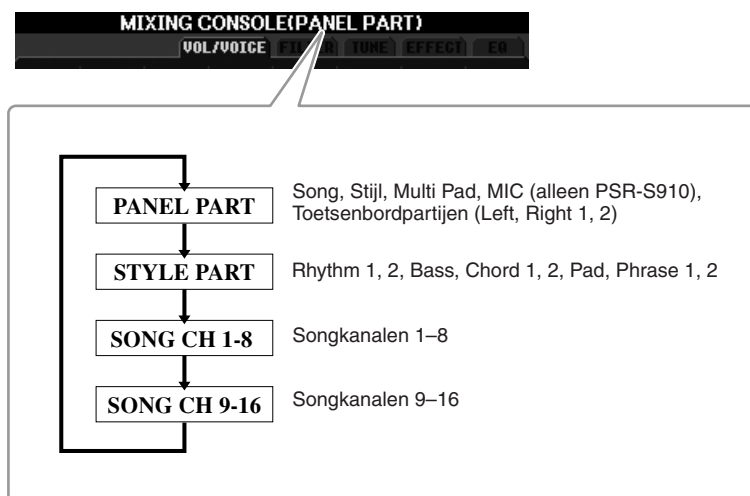 MIXING CONSOLE(PANEL PART)
VOL/VOICE FILTER TUNE EFFECT EQ
PANEL PART
Song, Stijl, Multi Pad, MIC (alleen PSR-S910),
Toetsenbordpartijen (Left, Right 1, 2)
STYLE PART
Rhythm 1, 2, Bass, Chord 1, 2, Pad, Phrase 1, 2
SONG CH 1-8
Songkanalen 1–8
SONG CH 9-16
Songkanalen 9–16